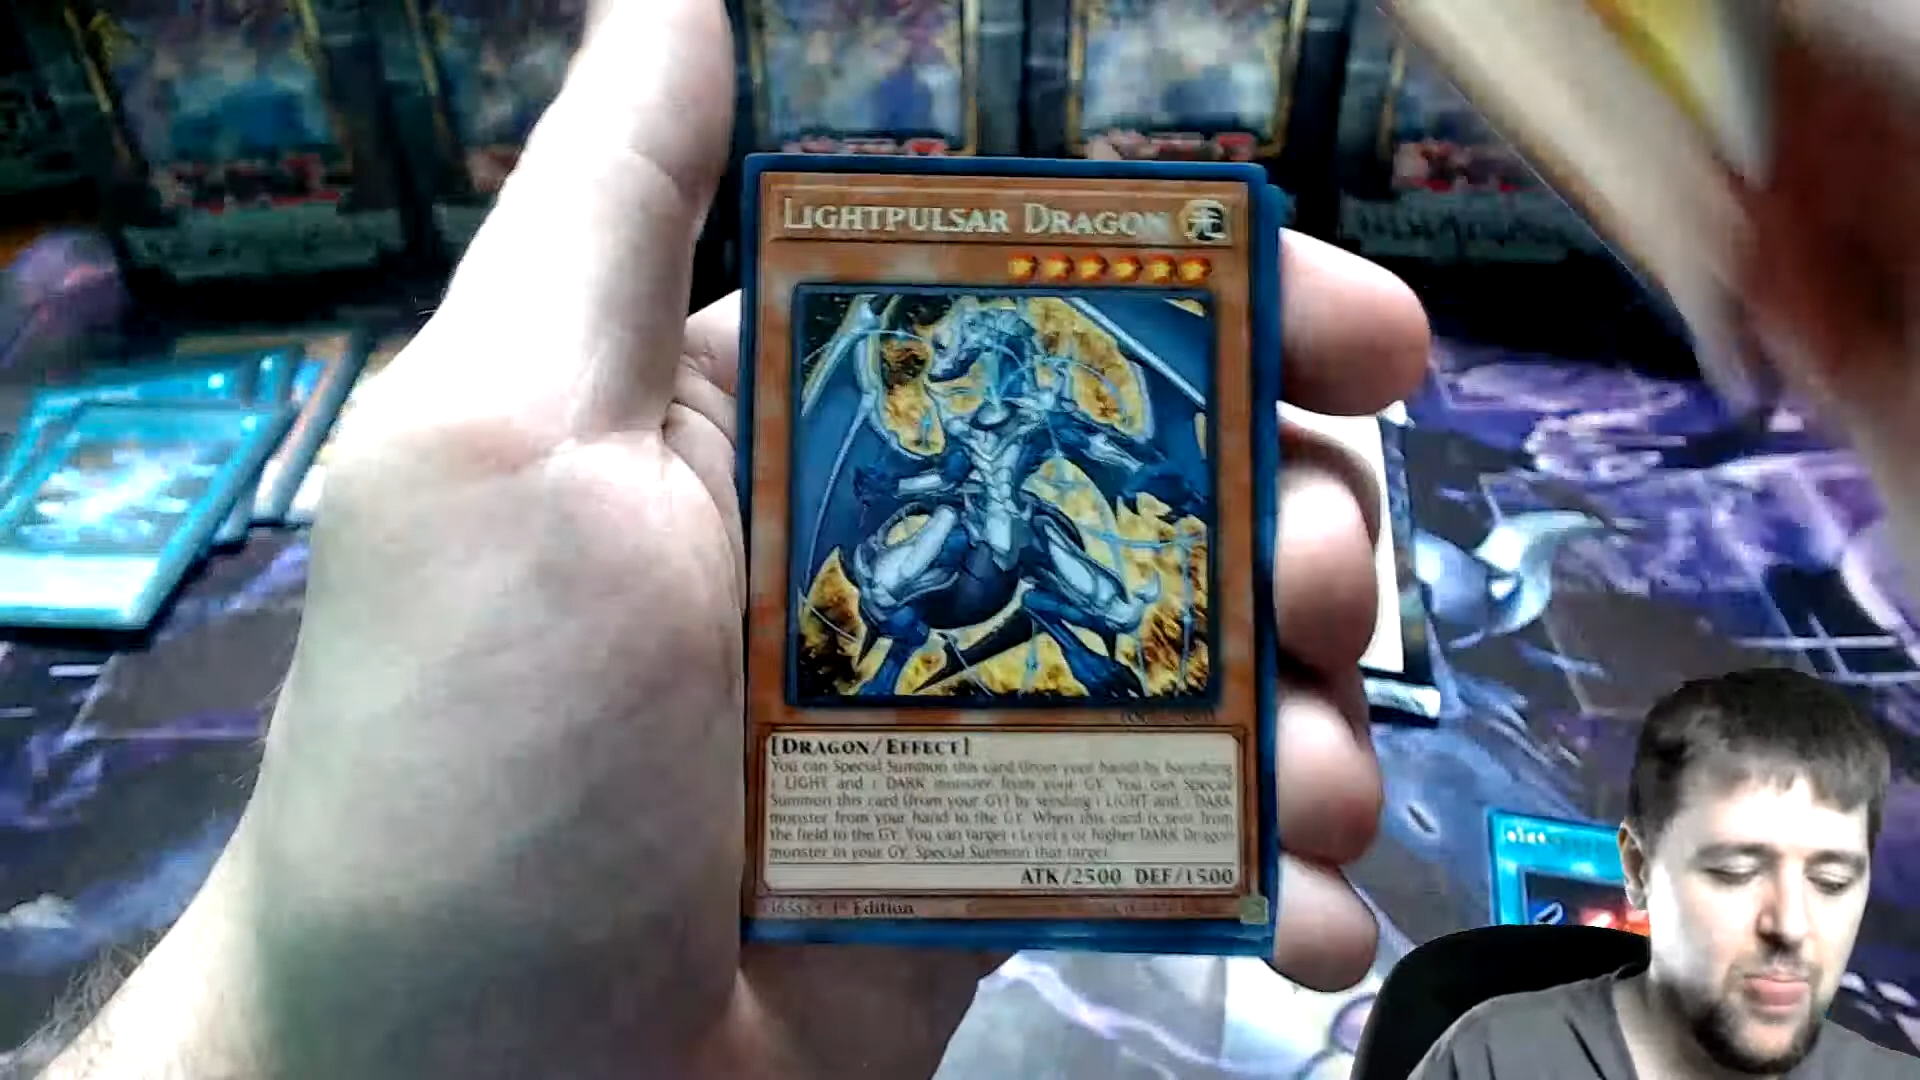 LIGHTPULSAR DRAGON 光
[DRAGON/EFFECT]
You can Special Summon this card (from your hand) by banishing
1 LIGHT and 1 DARK monster from your GY. You can Special
Summon this card (from your GY) by sending 1 LIGHT and 1 DARK
monster from your hand to the GY. When this card is sent from
the field to the GY: You can target 1 Level 5 or higher DARK Dragon
monster in your GY; Special Summon that target.
ATK/2500 DEF/1500
1st Edition